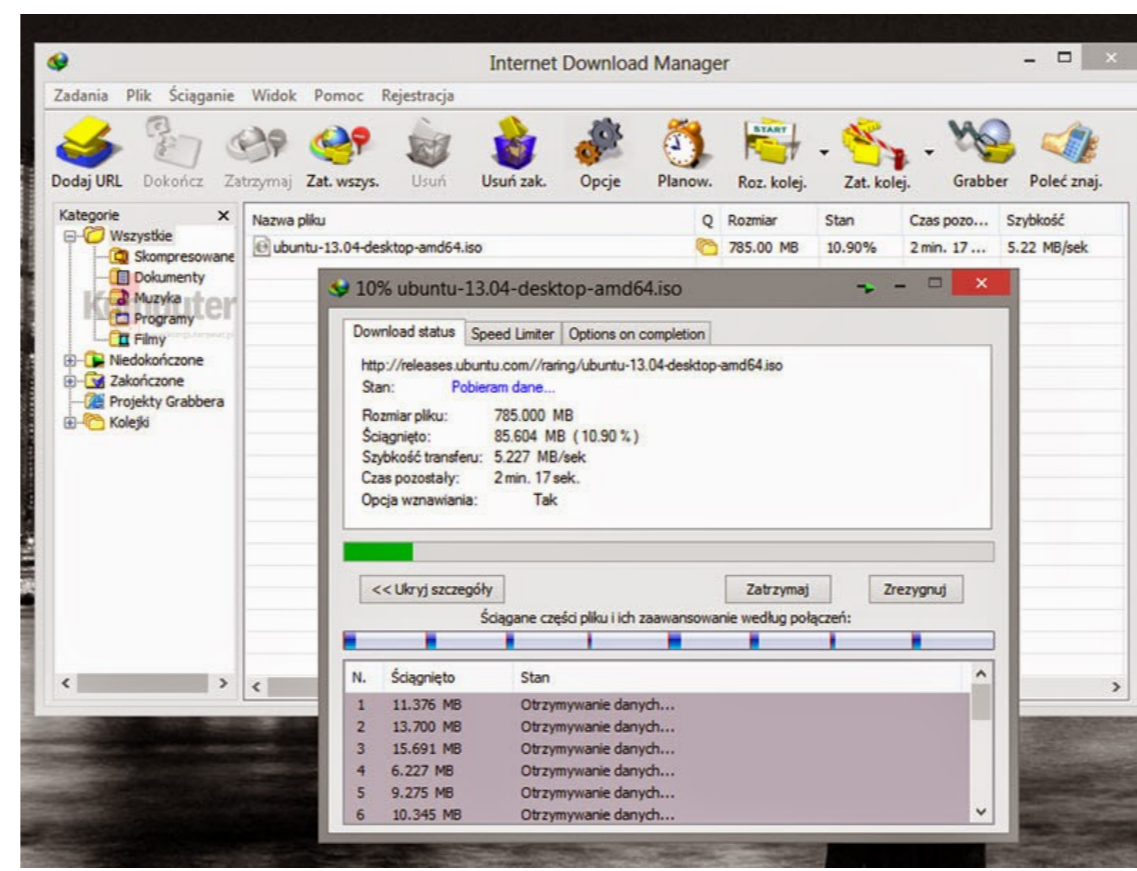 Internet Download Manager
Zadania Plik Ściąganie Widok Pomoc Rejestracja
START
Dodaj URL Dokończ Zatrzymaj Zat. wszys. Usuń Usuń zak. Opcje Planow. Roz. kolej. Zat. kolej. Grabber Poleć znaj.
Kategorie
Wszystkie
Skompresowane
Dokumenty
Muzyka
Programy
Filmy
Niedokończone
Zakończone
Projekty Grabbera
Kolejki
Nazwa pliku Q Rozmiar Stan Czas pozo... Szybkość
ubuntu-13.04-desktop-amd64.iso 785.00 MB 10.90% 2 min. 17 ... 5.22 MB/sek
10% ubuntu-13.04-desktop-amd64.iso
Download status Speed Limiter Options on completion
http://releases.ubuntu.com//raring/ubuntu-13.04-desktop-amd64.iso
Stan: Pobieram dane...
Rozmiar pliku: 785.000 MB
Ściągnięto: 85.604 MB ( 10.90 % )
Szybkość transferu: 5.227 MB/sek
Czas pozostały: 2 min. 17 sek.
Opcja wznawiania: Tak
<< Ukryj szczegóły Zatrzymaj Zrezygnuj
Ściągane części pliku i ich zaawansowanie według połączeń:
N. Ściągnięto Stan
1 11.376 MB Otrzymywanie danych...
2 13.700 MB Otrzymywanie danych...
3 15.691 MB Otrzymywanie danych...
4 6.227 MB Otrzymywanie danych...
5 9.275 MB Otrzymywanie danych...
6 10.345 MB Otrzymywanie danych...